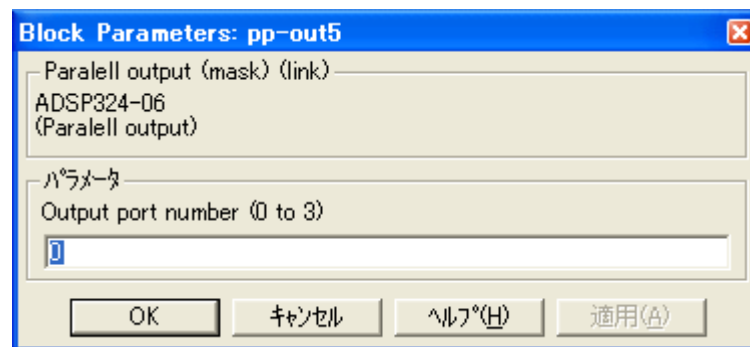 Block Parameters: pp-out5
Paralell output (mask) (link)
ADSP324-06
(Paralell output)
パラメータ
Output port number (0 to 3)
0
OK キャンセル ヘルプ(H) 適用(A)